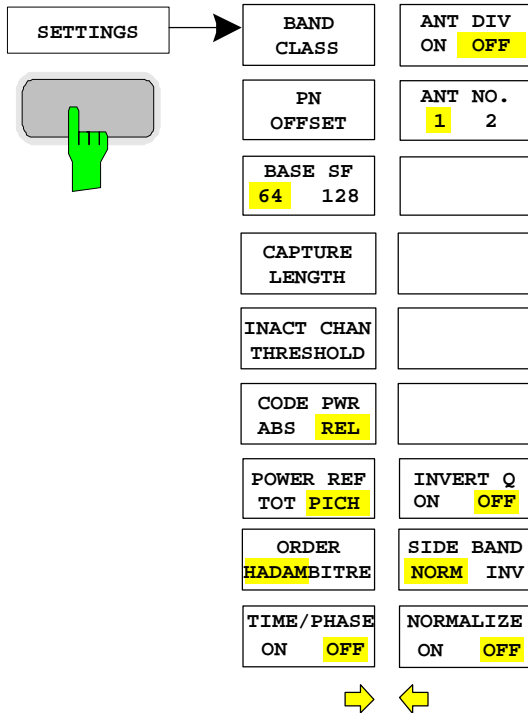 SETTINGS
BAND
CLASS
PN
OFFSET
BASE SF
64 128
CAPTURE
LENGTH
INACT CHAN
THRESHOLD
CODE PWR
ABS REL
POWER REF
TOT PICH
ORDER
HADAMBITRE
TIME/PHASE
ON OFF
ANT DIV
ON OFF
ANT NO.
1 2
INVERT Q
ON OFF
SIDE BAND
NORM INV
NORMALIZE
ON OFF